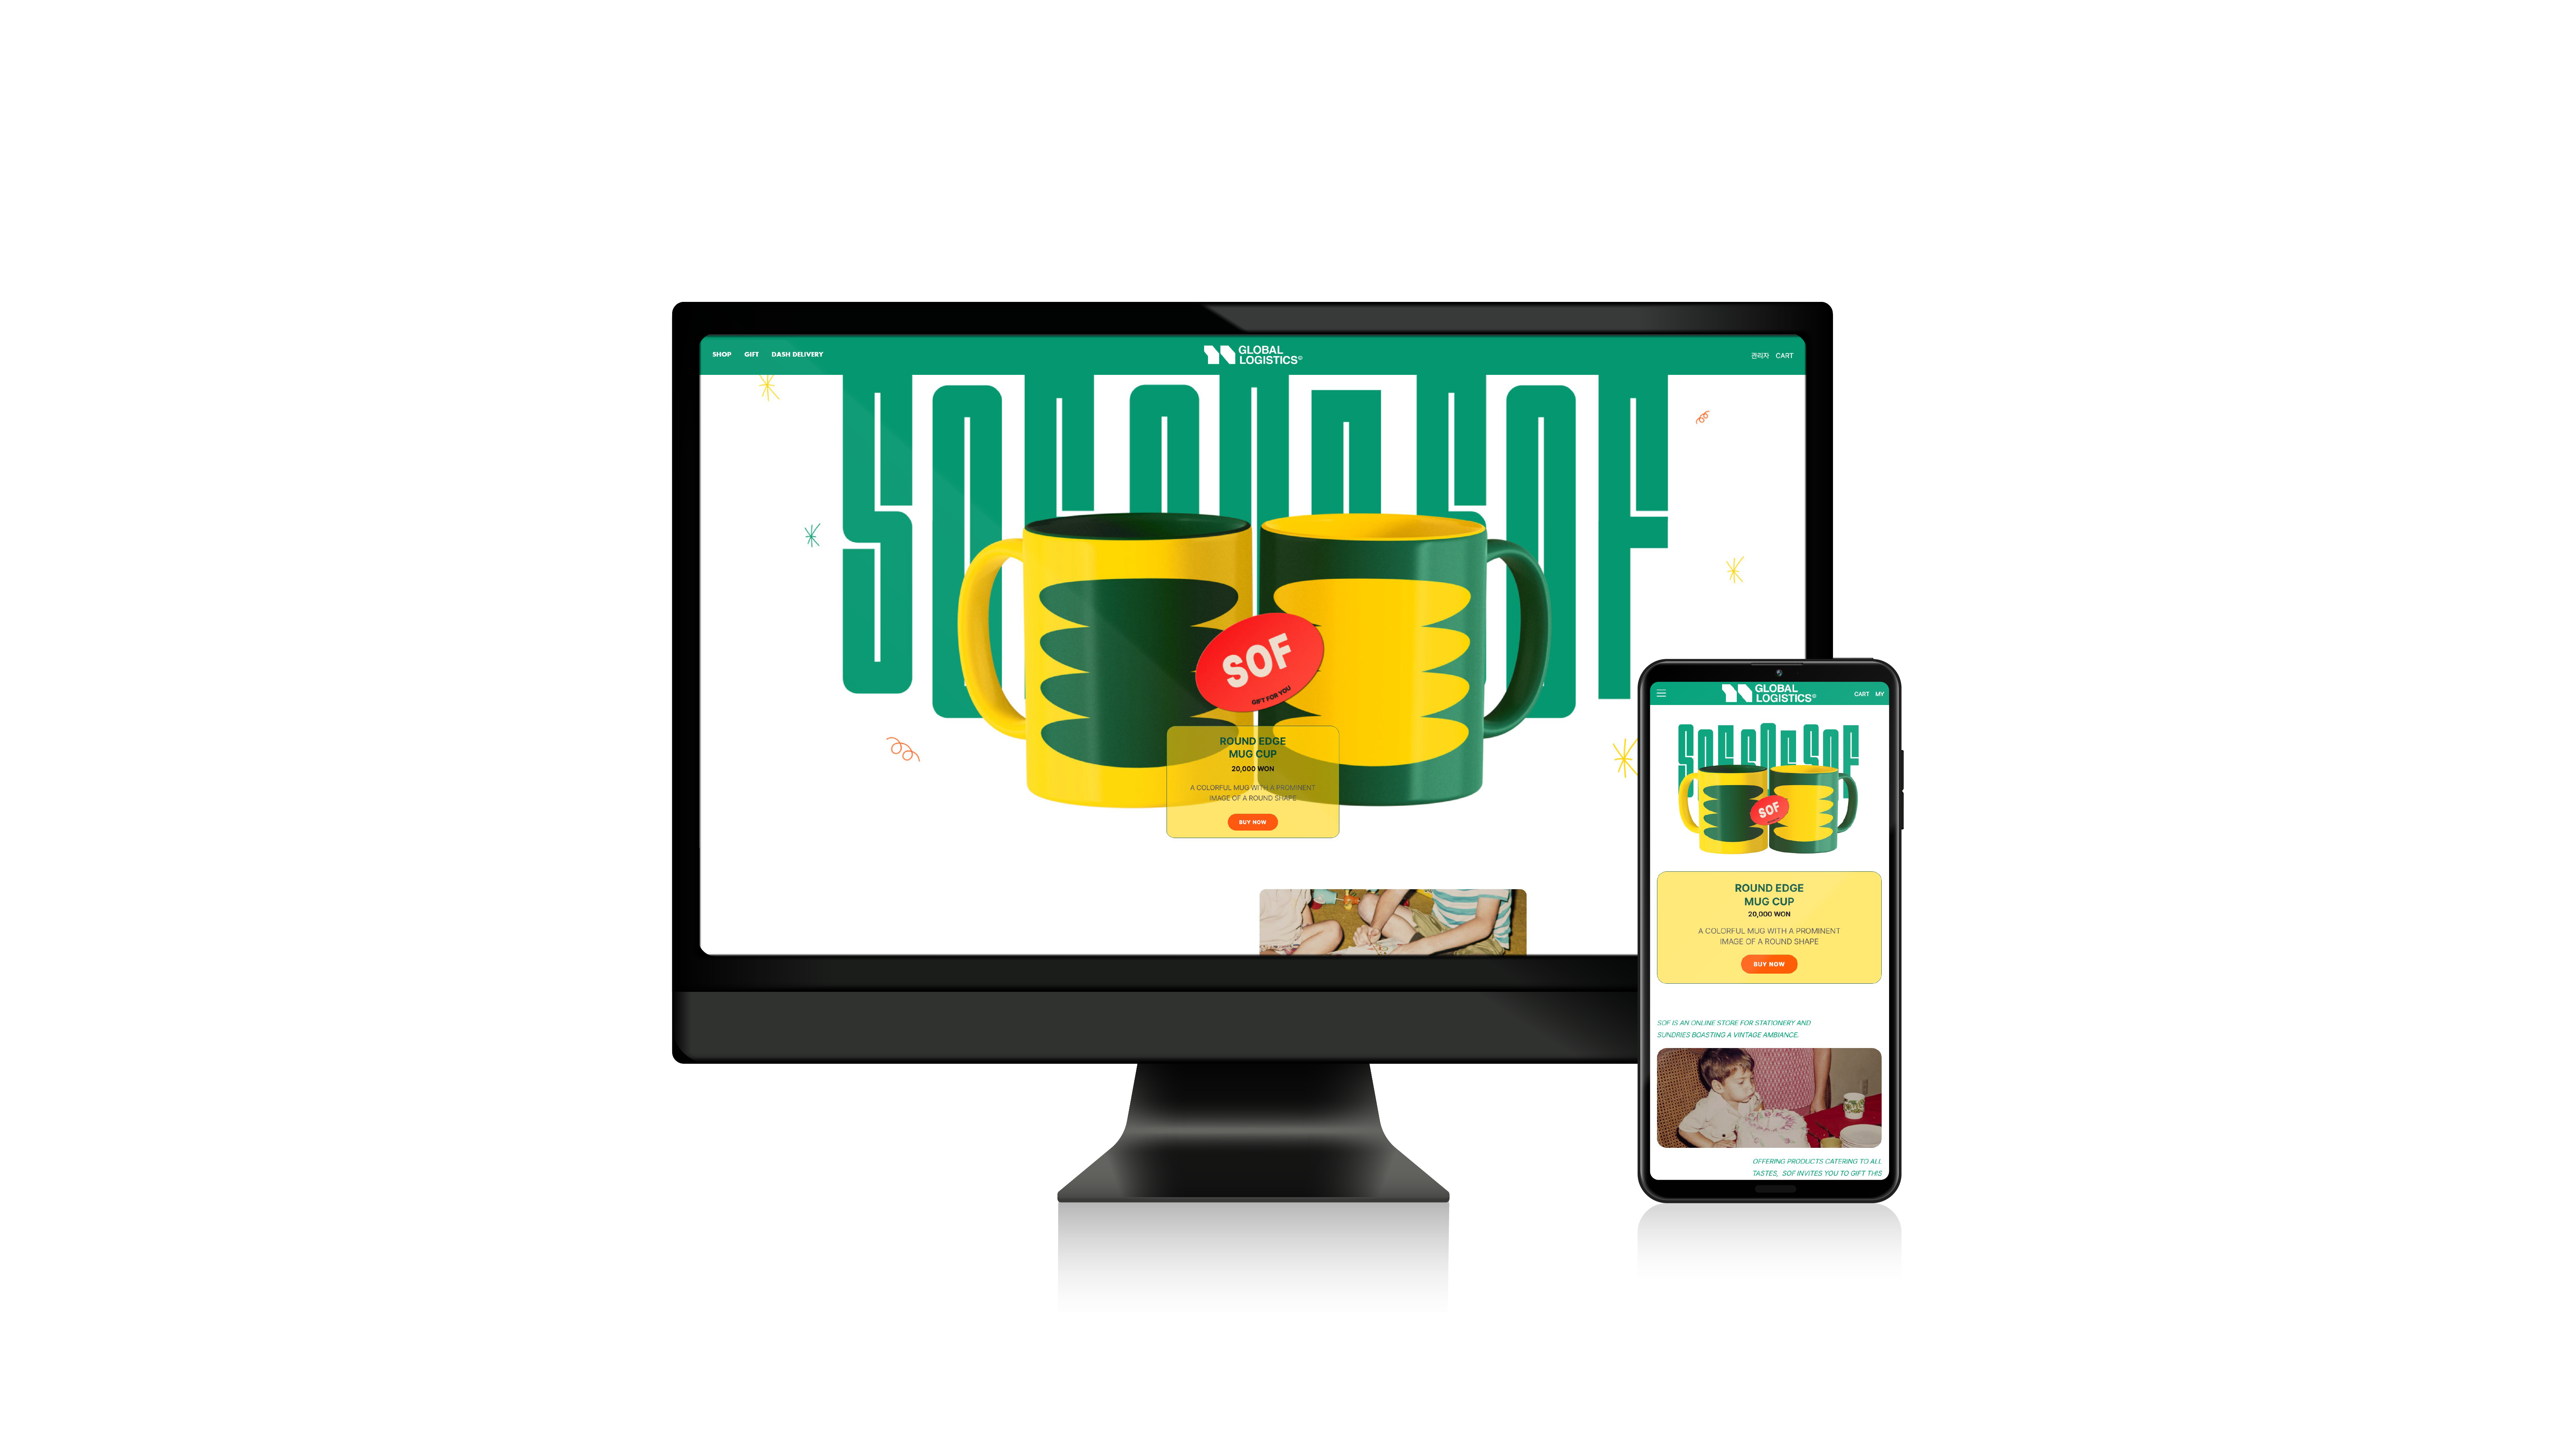 SHOP GIFT DASH DELIVERY
GLOBAL
LOGISTICS®
관리자 CART
SOF
GIFT FOR YOU
ROUND EDGE
MUG CUP
20,000 WON
A COLORFUL MUG WITH A PROMINENT
IMAGE OF A ROUND SHAPE
BUY NOW
GLOBAL
LOGISTICS®
CART MY
SOF
ROUND EDGE
MUG CUP
20,000 WON
A COLORFUL MUG WITH A PROMINENT
IMAGE OF A ROUND SHAPE
BUY NOW
SOF IS AN ONLINE STORE FOR STATIONERY AND
SUNDRIES BOASTING A VINTAGE AMBIANCE.
OFFERING PRODUCTS CATERING TO ALL
TASTES, SOF INVITES YOU TO GIFT THIS